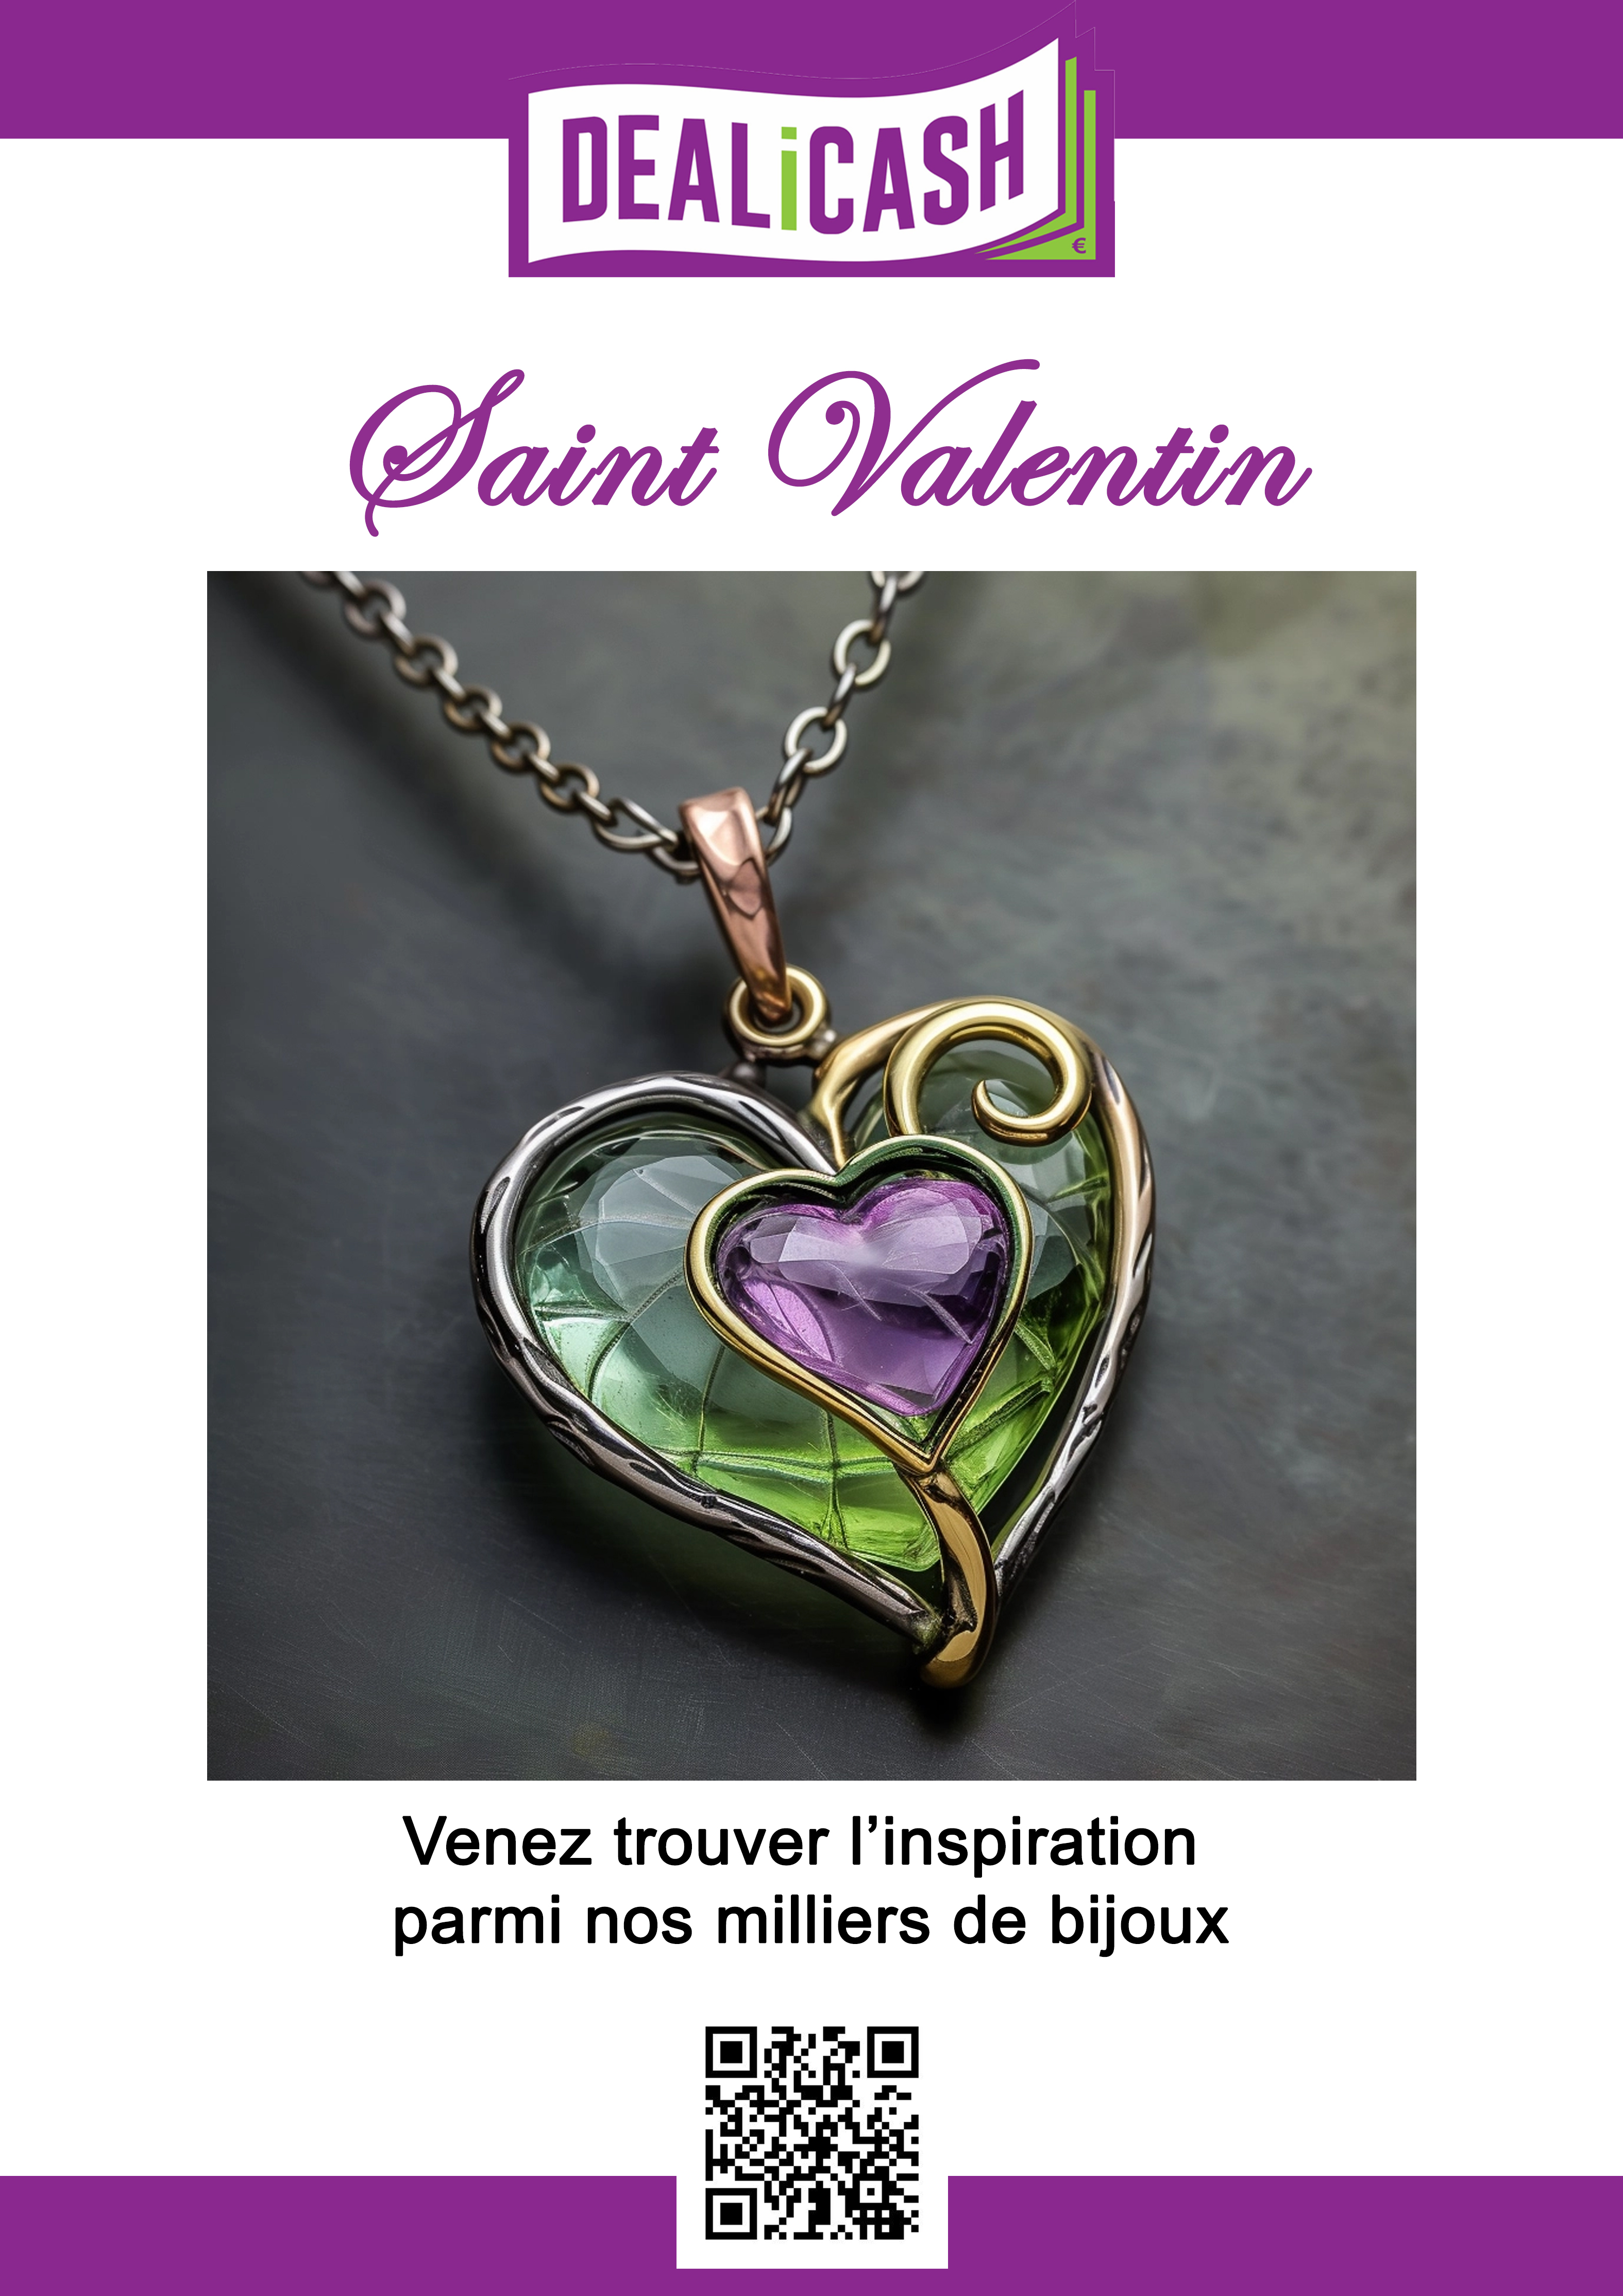 DEALiCASH
€
Saint Valentin
Venez trouver l’inspiration
parmi nos milliers de bijoux